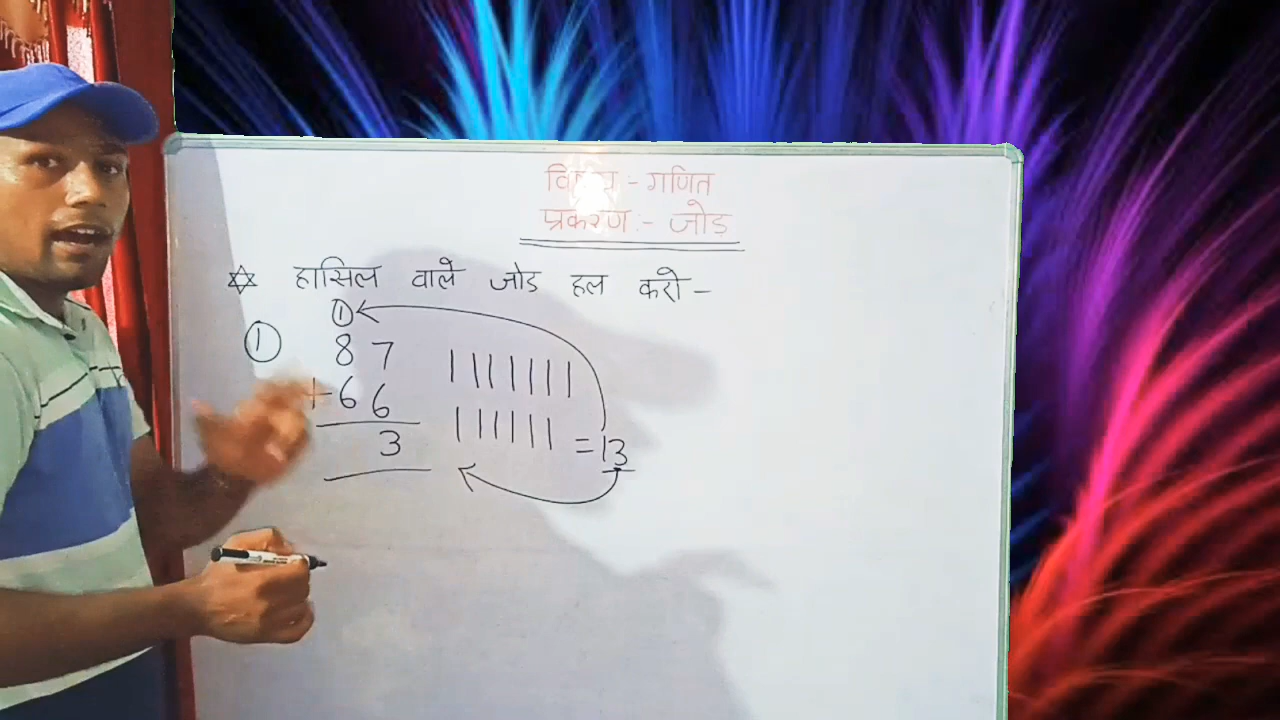 विषय - गणित
प्रकरण :- जोड़
हासिल वाले जोड हल करो -
1
1 8 7
+ 6 6
3
= 13